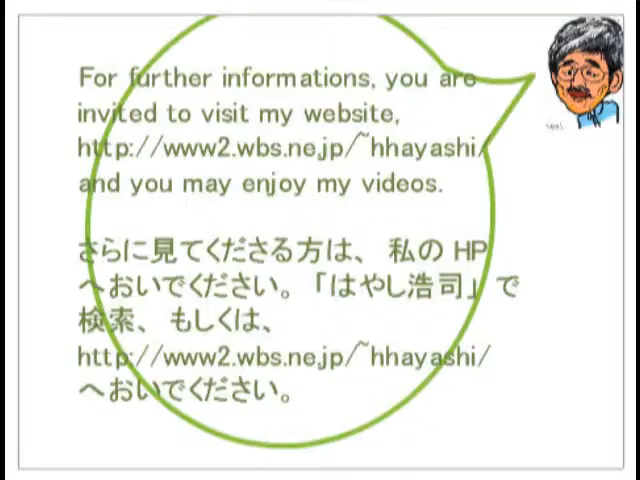 For further informations, you are
invited to visit my website,
http://www2.wbs.ne.jp/~hhayashi/
and you may enjoy my videos.
さらに見てくださる方は、 私の HP
へおいでください。「はやし浩司」 で
検索、 もしくは、
http://www2.wbs.ne.jp/~hhayashi/
へおいでください。